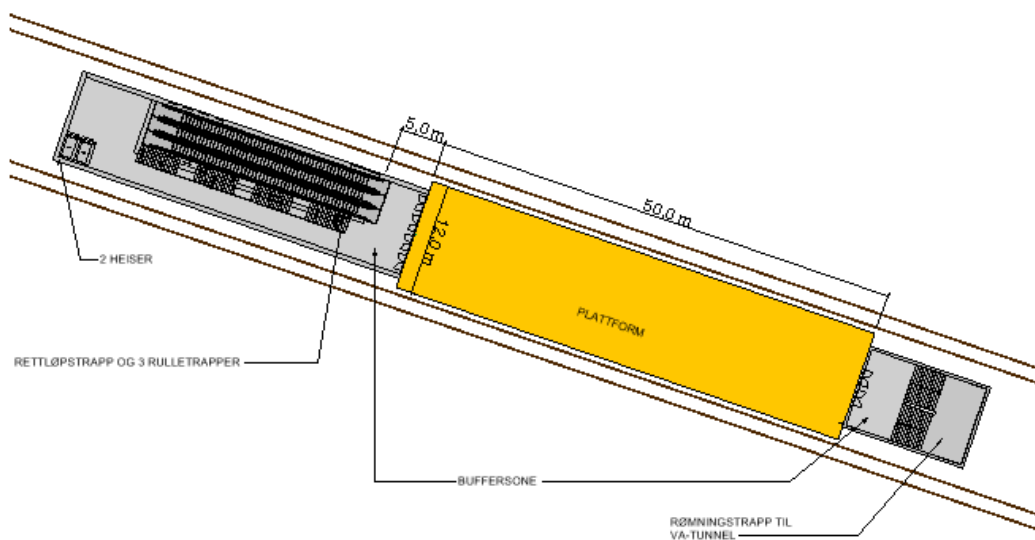 5,0 m
50,0 m
12,0 m
2 HEISER
PLATTFORM
RETTLØPSTRAPP OG 3 RULLETRAPPER
BUFFERSONE
RØMNINGSTRAPP TIL
VA-TUNNEL